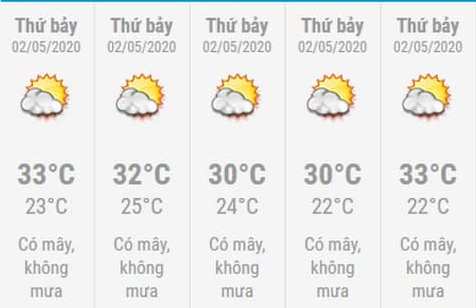 Thứ bảy Thứ bảy Thứ bảy Thứ bảy Thứ bảy
02/05/2020 02/05/2020 02/05/2020 02/05/2020 02/05/2020
33°C 32°C 30°C 30°C 33°C
23°C 25°C 24°C 22°C 22°C
Có mây, Có mây, Có mây, Có mây, Có mây,
không không không không không
mưa mưa mưa mưa mưa